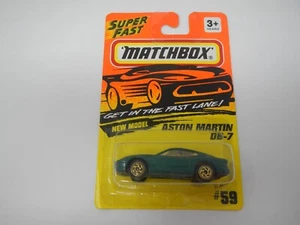 SUPER FAST
3+
MATCHBOX
GET IN THE FAST LANE!
NEW MODEL
ASTON MARTIN
DB-7
#59